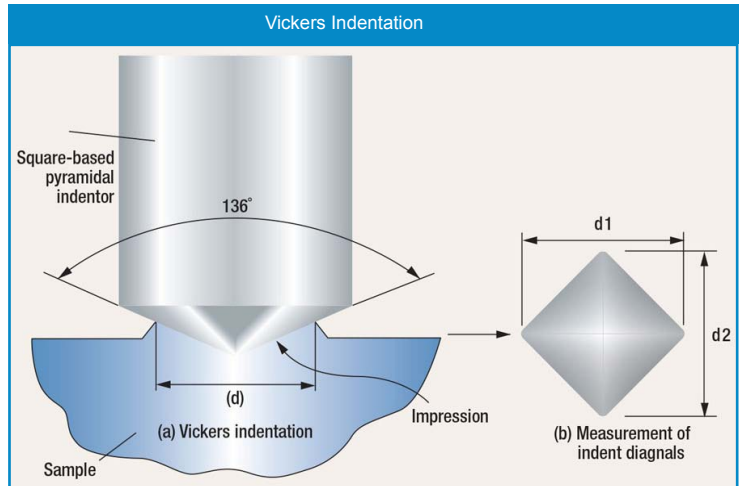 Vickers Indentation
Square-based
pyramidal
indentor
136°
d1
d2
(d)
(a) Vickers indentation
Impression
(b) Measurement of
indent diagnals
Sample